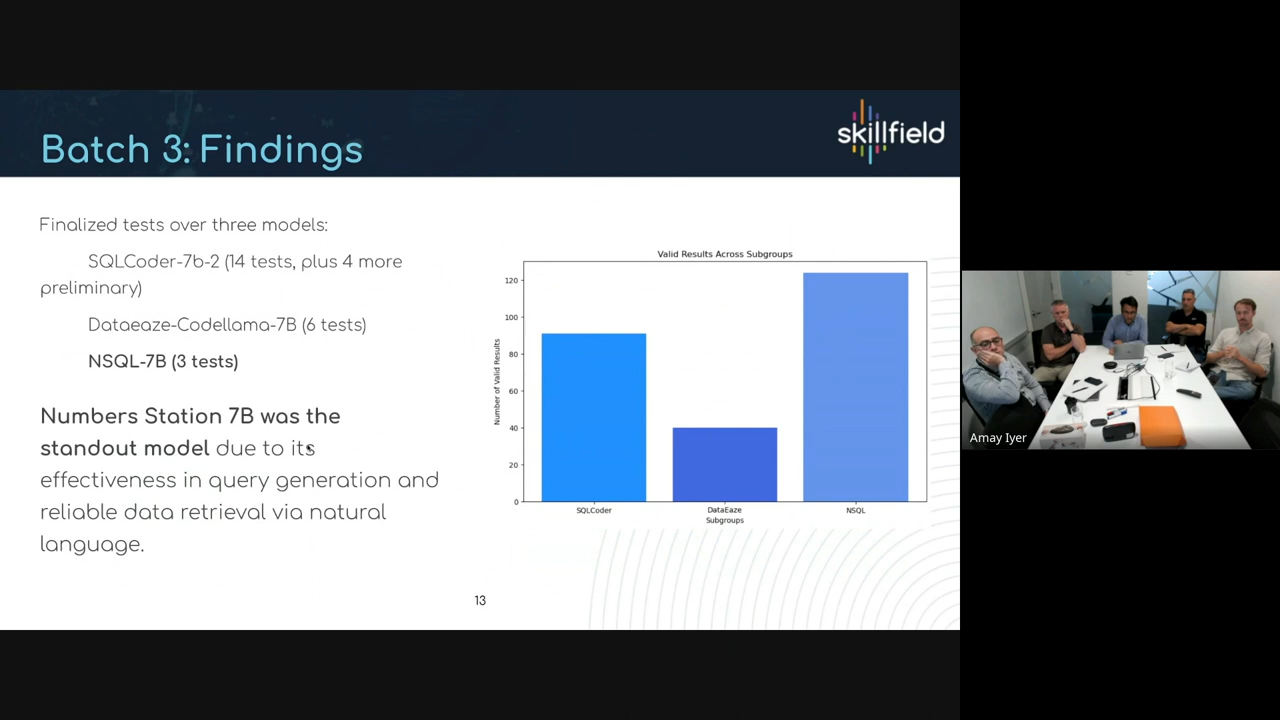 Batch 3: Findings
skillfield
Finalized tests over three models:
SQLCoder-7b-2 (14 tests, plus 4 more
preliminary)
Dataeaze-Codellama-7B (6 tests)
NSQL-7B (3 tests)
Numbers Station 7B was the
standout model due to its
effectiveness in query generation and
reliable data retrieval via natural
language.
Valid Results Across Subgroups
Number of Valid Results
120
100
80
60
40
20
0
SQLCoder
DataEaze
NSQL
Subgroups
13
Amay Iyer